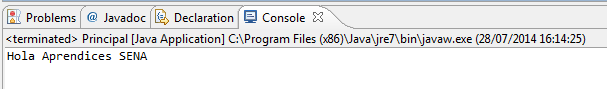 Problems @ Javadoc Declaration Console
<terminated> Principal [Java Application] C:\Program Files (x86)\Java\jre7\bin\javaw.exe (28/07/2014 16:14:25)
Hola Aprendices SENA